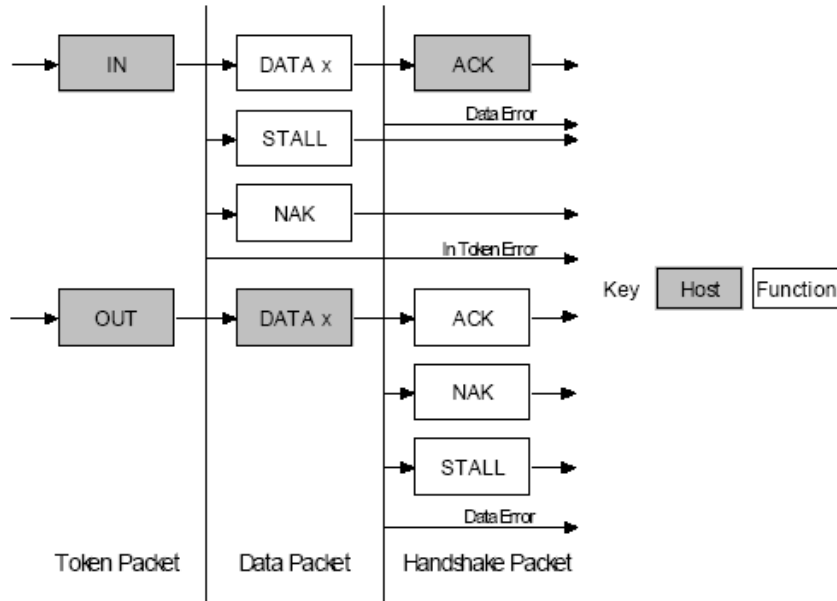 IN
DATA x
ACK
Data Error
STALL
NAK
In Token Error
Key
Host
Function
OUT
DATA x
ACK
NAK
STALL
Data Error
Token Packet
Data Packet
Handshake Packet